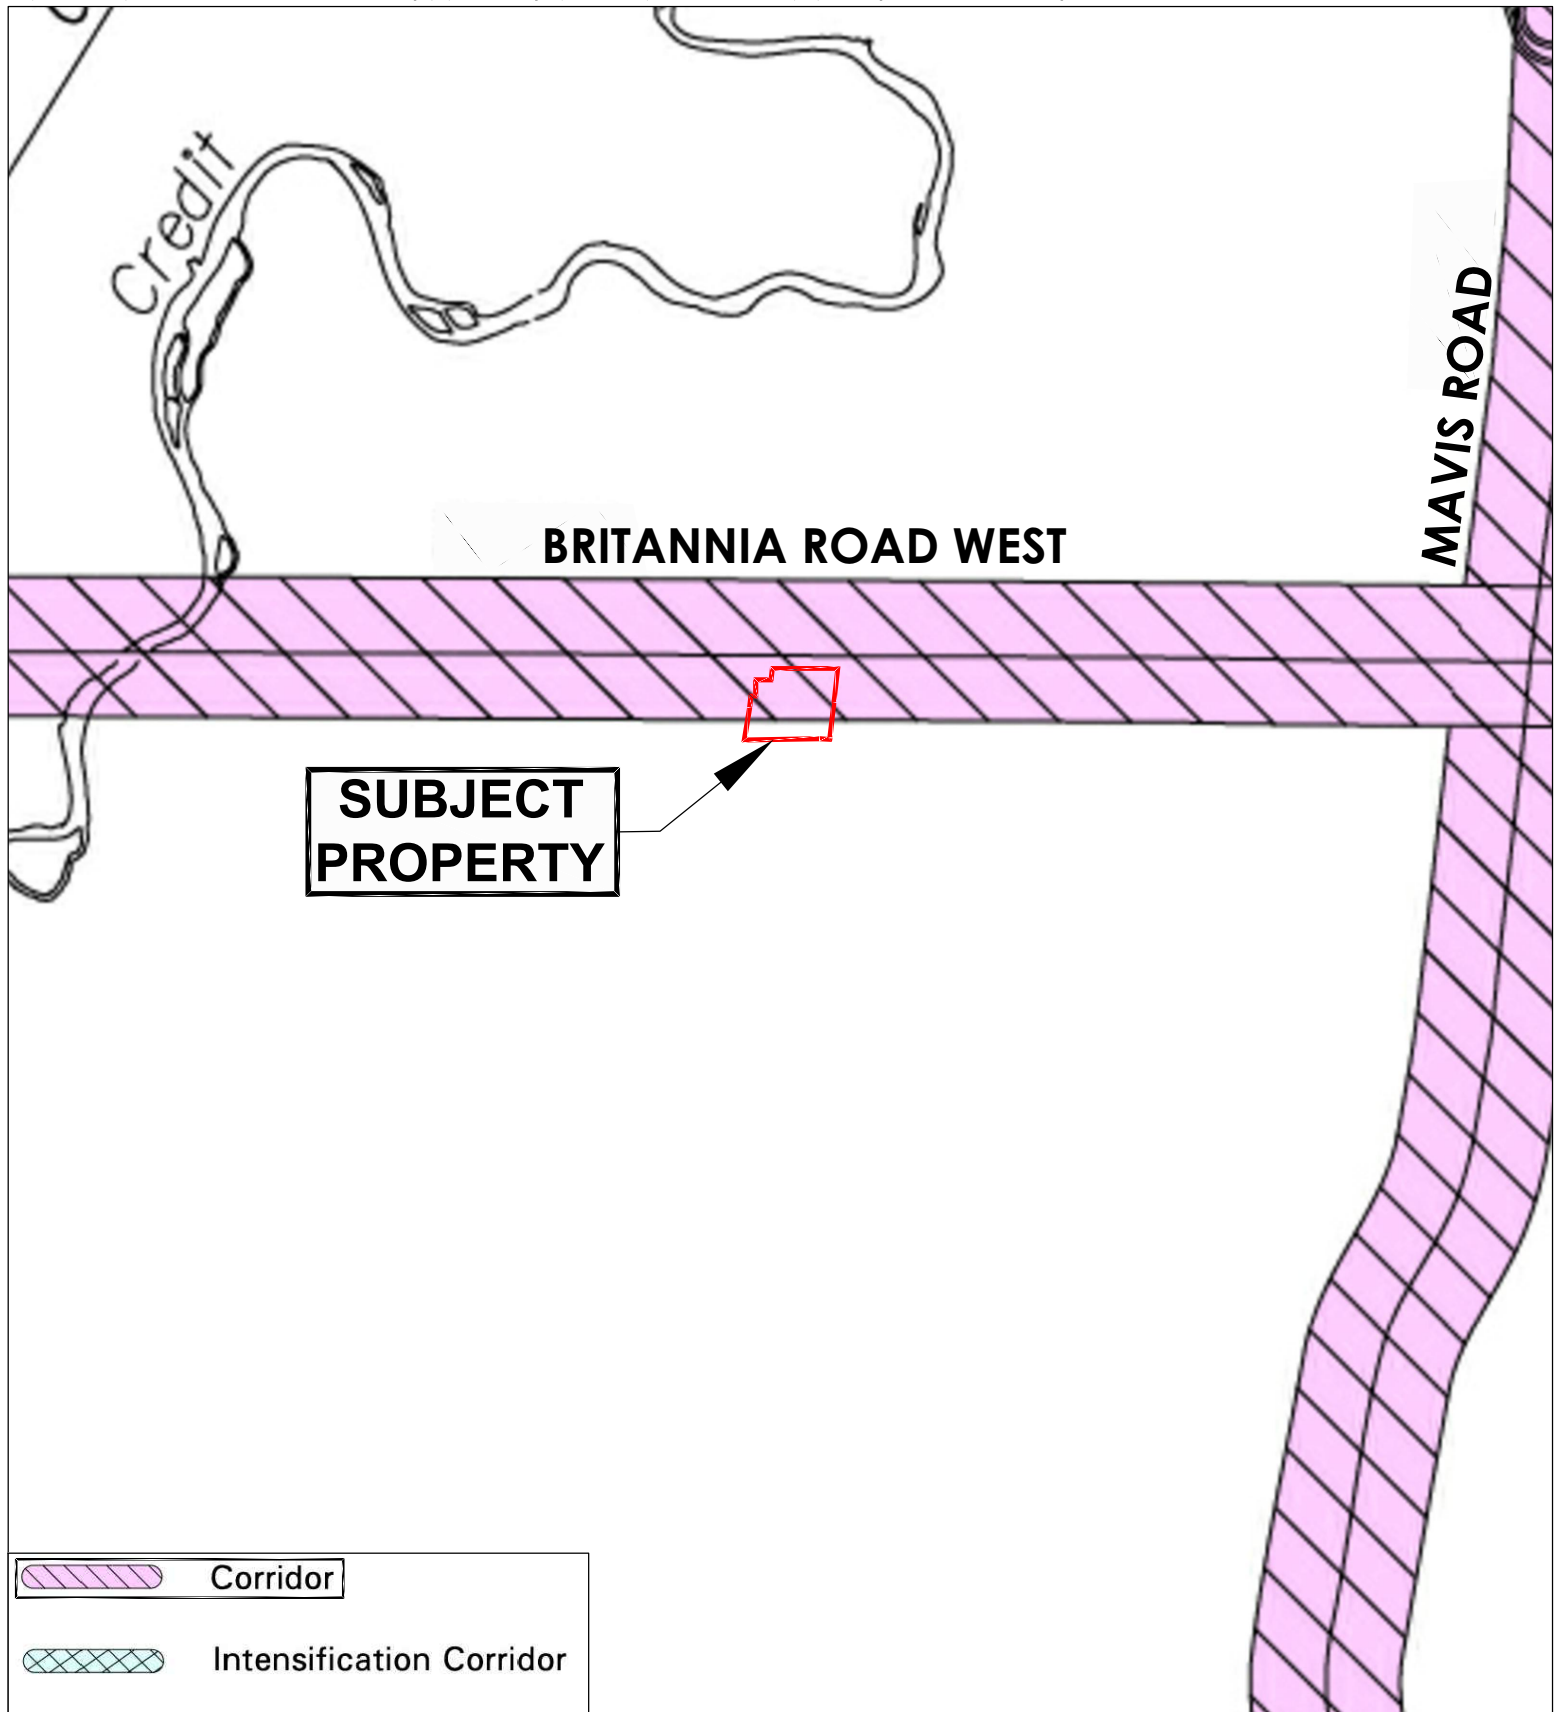 Credit
MAVIS ROAD
BRITANNIA ROAD WEST
SUBJECT
PROPERTY
Corridor
Intensification Corridor